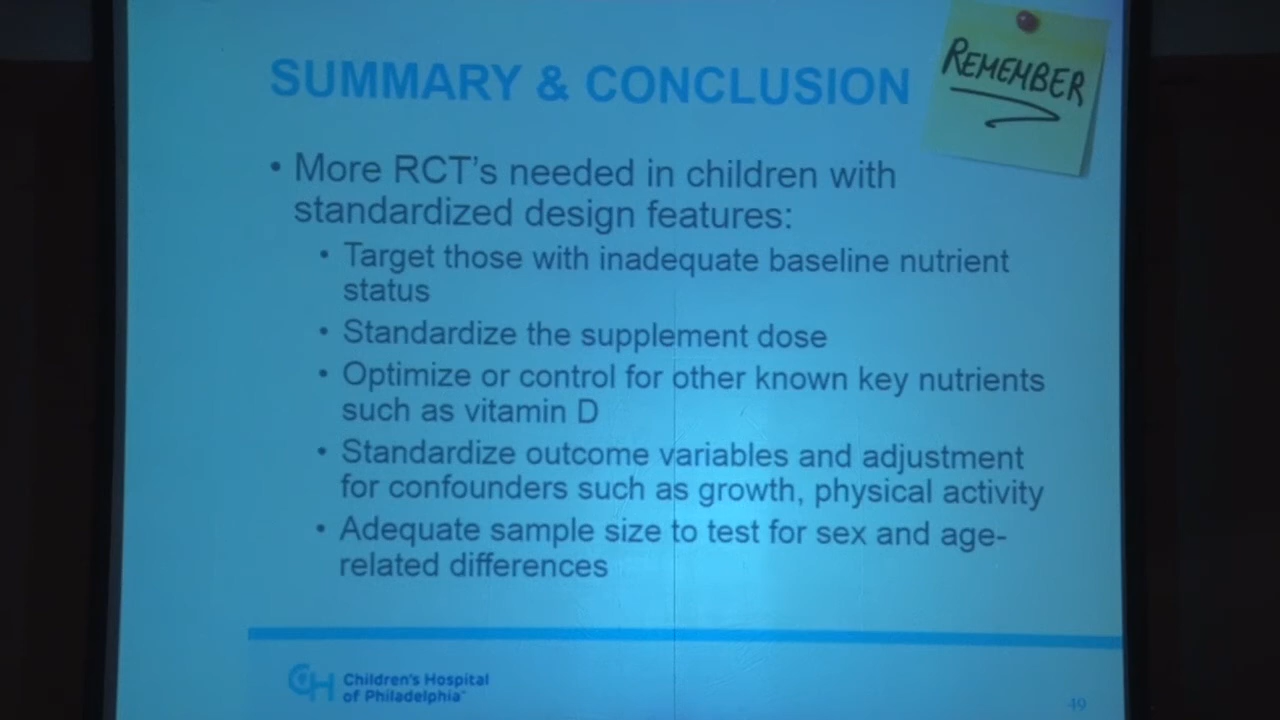 SUMMARY & CONCLUSION
REMEMBER
• More RCT's needed in children with
standardized design features:
• Target those with inadequate baseline nutrient
status
• Standardize the supplement dose
• Optimize or control for other known key nutrients
such as vitamin D
• Standardize outcome variables and adjustment
for confounders such as growth, physical activity
• Adequate sample size to test for sex and age-
related differences
CH Children's Hospital
of Philadelphia™
49